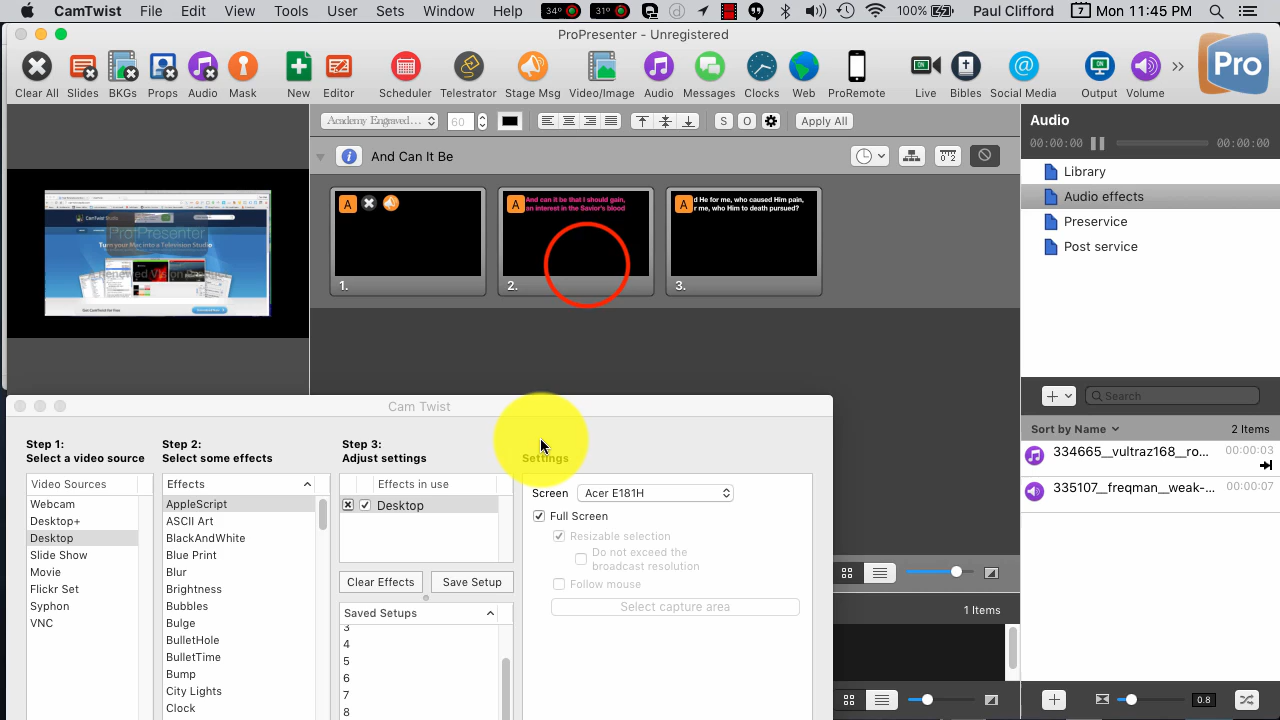 CamTwist File Edit View Tools User Sets Window Help 34° 31° 100% Paul Clifford 7 Mon 11:45 PM
ProPresenter - Unregistered
Clear All Slides BKGs Props Audio Mask New Editor Scheduler Telestrator Stage Msg Video/Image Audio Messages Clocks Web ProRemote Live Bibles Social Media Output Volume Pro
Academy Engraved... 60 S O Apply All
And Can It Be
Audio
00:00:00 00:00:00
Library
Audio effects
Preservice
Post service
A
1.
A And can it be that I should gain,
an interest in the Savior's blood
2.
A d He for me, who caused Him pain,
r me, who Him to death pursued?
3.
CamTwist Studio
ProPresenter
Turn your Mac into a Television Studio
Search
Sort by Name 2 Items
334665__vultraz168__ro... 00:00:03
335107__freqman__weak-... 00:00:07
1 Items
0.8
Cam Twist
Step 1:
Select a video source
Video Sources
Webcam
Desktop+
Desktop
Slide Show
Movie
Flickr Set
Syphon
VNC
Step 2:
Select some effects
Effects
AppleScript
ASCII Art
BlackAndWhite
Blue Print
Blur
Brightness
Bubbles
Bulge
BulletHole
BulletTime
Bump
City Lights
Clock
Step 3:
Adjust settings
Effects in use
Desktop
Clear Effects Save Setup
Saved Setups
3
4
5
6
7
8
Settings
Screen Acer E181H
Full Screen
Resizable selection
Do not exceed the
broadcast resolution
Follow mouse
Select capture area